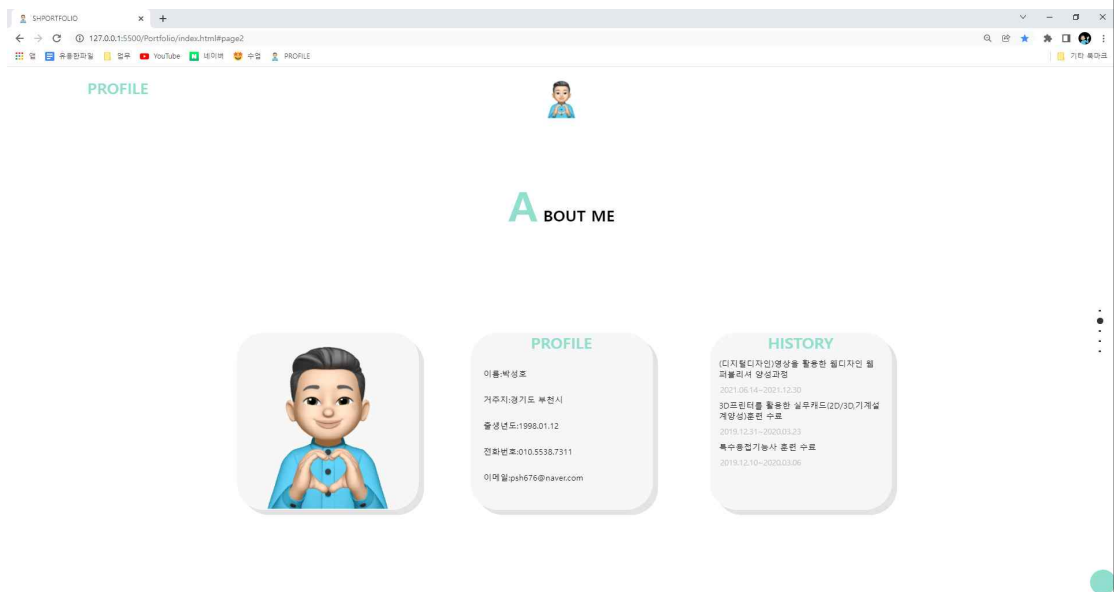 SHPORTFOLIO
127.0.0.1:5500/Portfolio/index.html#page2
앱 유용한파일 업무 YouTube 네이버 수업 PROFILE 기타 북마크
PROFILE
A BOUT ME
PROFILE
이름:박성호
거주지:경기도 부천시
출생년도:1998.01.12
전화번호:010.5538.7311
이메일:psh676@naver.com
HISTORY
(디지털디자인)영상을 활용한 웹디자인 웹
퍼블리셔 양성과정
2021.06.14~2021.12.30
3D프린터를 활용한 실무캐드(2D/3D,기계설
계양성)훈련 수료
2019.12.31~2020.03.23
특수용접기능사 훈련 수료
2019.12.10~2020.03.06